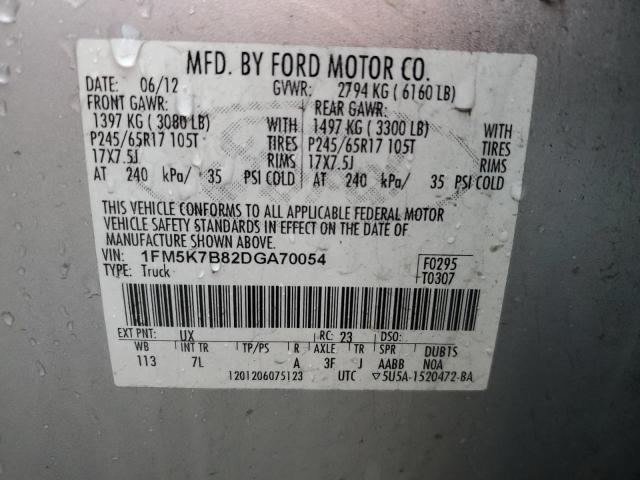 MFD. BY FORD MOTOR CO.
DATE: 06/12 GVWR: 2794 KG ( 6160 LB)
FRONT GAWR: REAR GAWR:
1397 KG ( 3080 LB) WITH 1497 KG ( 3300 LB) WITH
P245/65R17 105T TIRES P245/65R17 105T TIRES
17X7.5J RIMS 17X7.5J RIMS
AT 240 kPa/ 35 PSI COLD AT 240 kPa/ 35 PSI COLD
THIS VEHICLE CONFORMS TO ALL APPLICABLE FEDERAL MOTOR
VEHICLE SAFETY STANDARDS IN EFFECT ON THE DATE OF
MANUFACTURE SHOWN ABOVE.
VIN: 1FM5K7B82DGA70054 F0295
TYPE: Truck T0307
EXT PNT: UX RC: 23 DSO:
WB INT TR TP/PS R AXLE TR SPR DUBTS
113 7L A 3F J AABB N0A
1201206075123 UTC ▽5U5A-1520472-BA